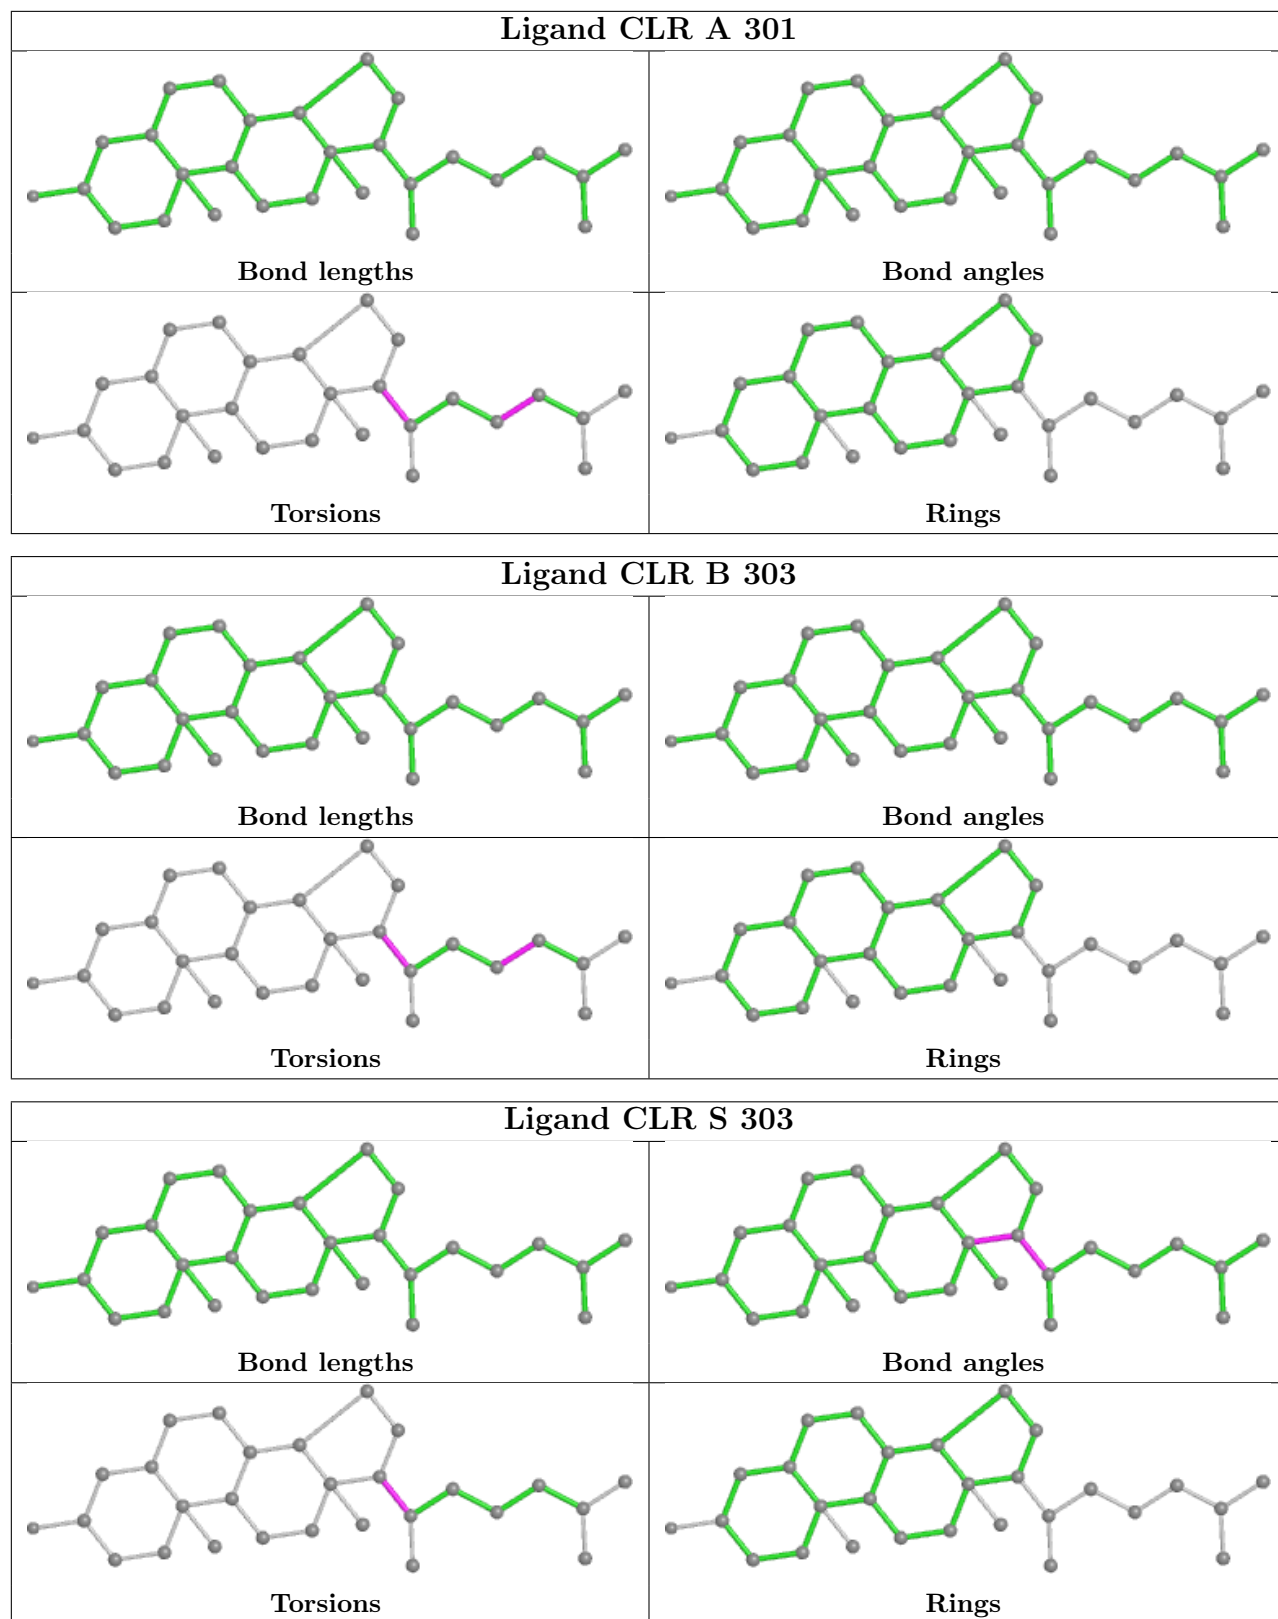 Ligand CLR A 301
Bond lengths
Bond angles
Torsions
Rings
Ligand CLR B 303
Bond lengths
Bond angles
Torsions
Rings
Ligand CLR S 303
Bond lengths
Bond angles
Torsions
Rings